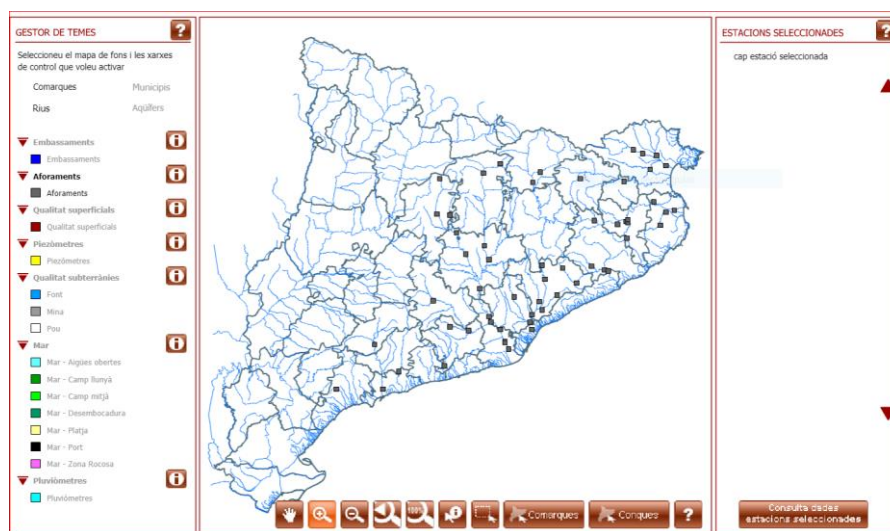 GESTOR DE TEMES
?
Seleccioneu el mapa de fons i les xarxes
de control que voleu activar
Comarques Municipis
Rius Aqüífers
Embassaments
Embassaments
Aforaments
Aforaments
Qualitat superficials
Qualitat superficials
Piezòmetres
Piezòmetres
Qualitat subterrànies
Font
Mina
Pou
Mar
Mar - Aigües obertes
Mar - Camp llunyà
Mar - Camp mitjà
Mar - Desembocadura
Mar - Platja
Mar - Port
Mar - Zona Rocosa
Pluviòmetres
Pluviòmetres
100%
Comarques
Conques
?
ESTACIONS SELECCIONADES
?
cap estació seleccionada
Consulta dades
estacions seleccionades